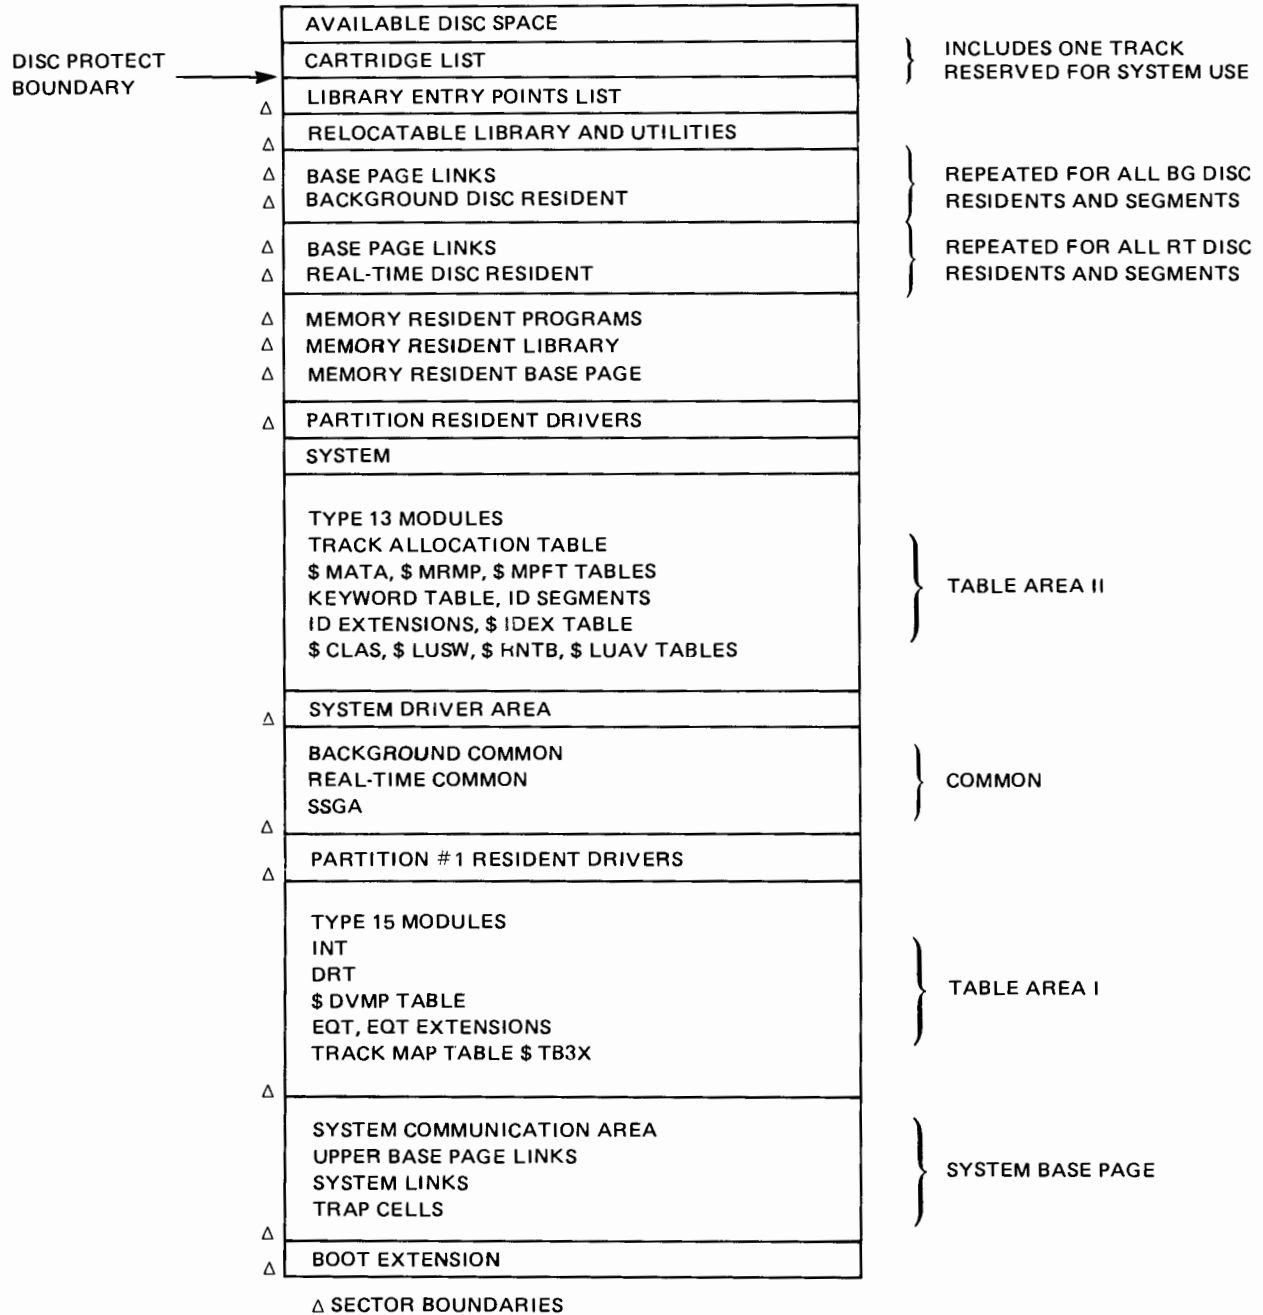 AVAILABLE DISC SPACE
DISC PROTECT
BOUNDARY
CARTRIDGE LIST
INCLUDES ONE TRACK
RESERVED FOR SYSTEM USE
Δ LIBRARY ENTRY POINTS LIST
Δ RELOCATABLE LIBRARY AND UTILITIES
Δ BASE PAGE LINKS
Δ BACKGROUND DISC RESIDENT
REPEATED FOR ALL BG DISC
RESIDENTS AND SEGMENTS
Δ BASE PAGE LINKS
Δ REAL-TIME DISC RESIDENT
REPEATED FOR ALL RT DISC
RESIDENTS AND SEGMENTS
Δ MEMORY RESIDENT PROGRAMS
Δ MEMORY RESIDENT LIBRARY
Δ MEMORY RESIDENT BASE PAGE
Δ PARTITION RESIDENT DRIVERS
SYSTEM
TYPE 13 MODULES
TRACK ALLOCATION TABLE
$ MATA, $ MRMP, $ MPFT TABLES
KEYWORD TABLE, ID SEGMENTS
ID EXTENSIONS, $ IDEX TABLE
$ CLAS, $ LUSW, $ RNTB, $ LUAV TABLES
TABLE AREA II
Δ SYSTEM DRIVER AREA
BACKGROUND COMMON
REAL-TIME COMMON
SSGA
Δ
COMMON
Δ PARTITION #1 RESIDENT DRIVERS
TYPE 15 MODULES
INT
DRT
$ DVMP TABLE
EQT, EQT EXTENSIONS
TRACK MAP TABLE $ TB3X
Δ
TABLE AREA I
SYSTEM COMMUNICATION AREA
UPPER BASE PAGE LINKS
SYSTEM LINKS
TRAP CELLS
Δ
SYSTEM BASE PAGE
Δ BOOT EXTENSION
Δ SECTOR BOUNDARIES